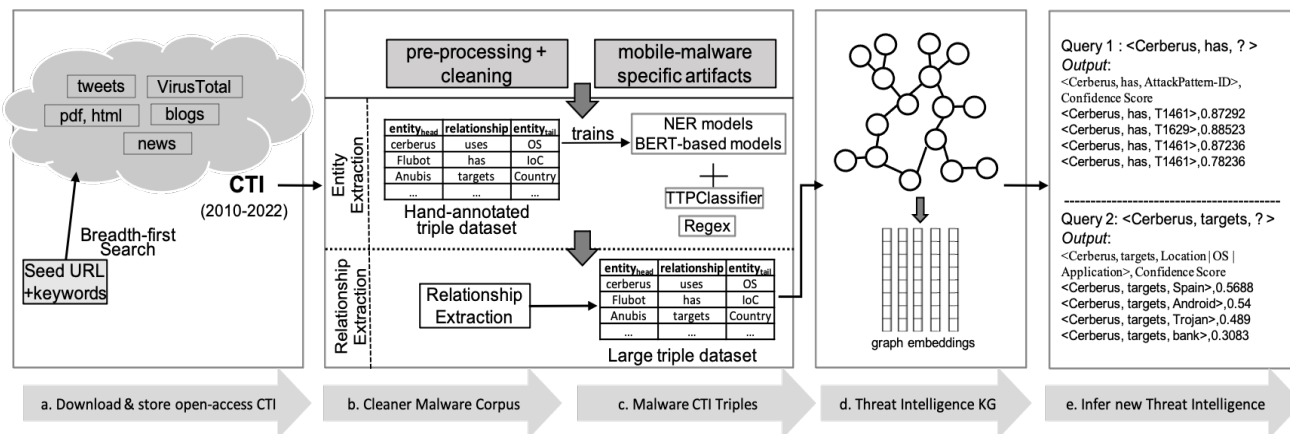 tweets
VirusTotal
pdf, html
blogs
news
CTI
(2010-2022)
Breadth-first
Search
Seed URL
+keywords
pre-processing +
cleaning
mobile-malware
specific artifacts
Entity
Extraction
entityhead relationship entitytail
cerberus uses OS
Flubot has IoC
Anubis targets Country
... ... ...
Hand-annotated
triple dataset
trains
NER models
BERT-based models
+
TTPClassifier
Regex
Relationship
Extraction
Relationship
Extraction
entityhead relationship entitytail
cerberus uses OS
Flubot has IoC
Anubis targets Country
... ... ...
Large triple dataset
graph embeddings
Query 1 : <Cerberus, has, ? >
Output:
<Cerberus, has, AttackPattern-ID>,
Confidence Score
<Cerberus, has, T1461>,0.87292
<Cerberus, has, T1629>,0.88523
<Cerberus, has, T1461>,0.87236
<Cerberus, has, T1461>,0.78236
Query 2: <Cerberus, targets, ? >
Output:
<Cerberus, targets, Location | OS |
Application>, Confidence Score
<Cerberus, targets, Spain>,0.5688
<Cerberus, targets, Android>,0.54
<Cerberus, targets, Trojan>,0.489
<Cerberus, targets, bank>,0.3083
a. Download & store open-access CTI
b. Cleaner Malware Corpus
c. Malware CTI Triples
d. Threat Intelligence KG
e. Infer new Threat Intelligence